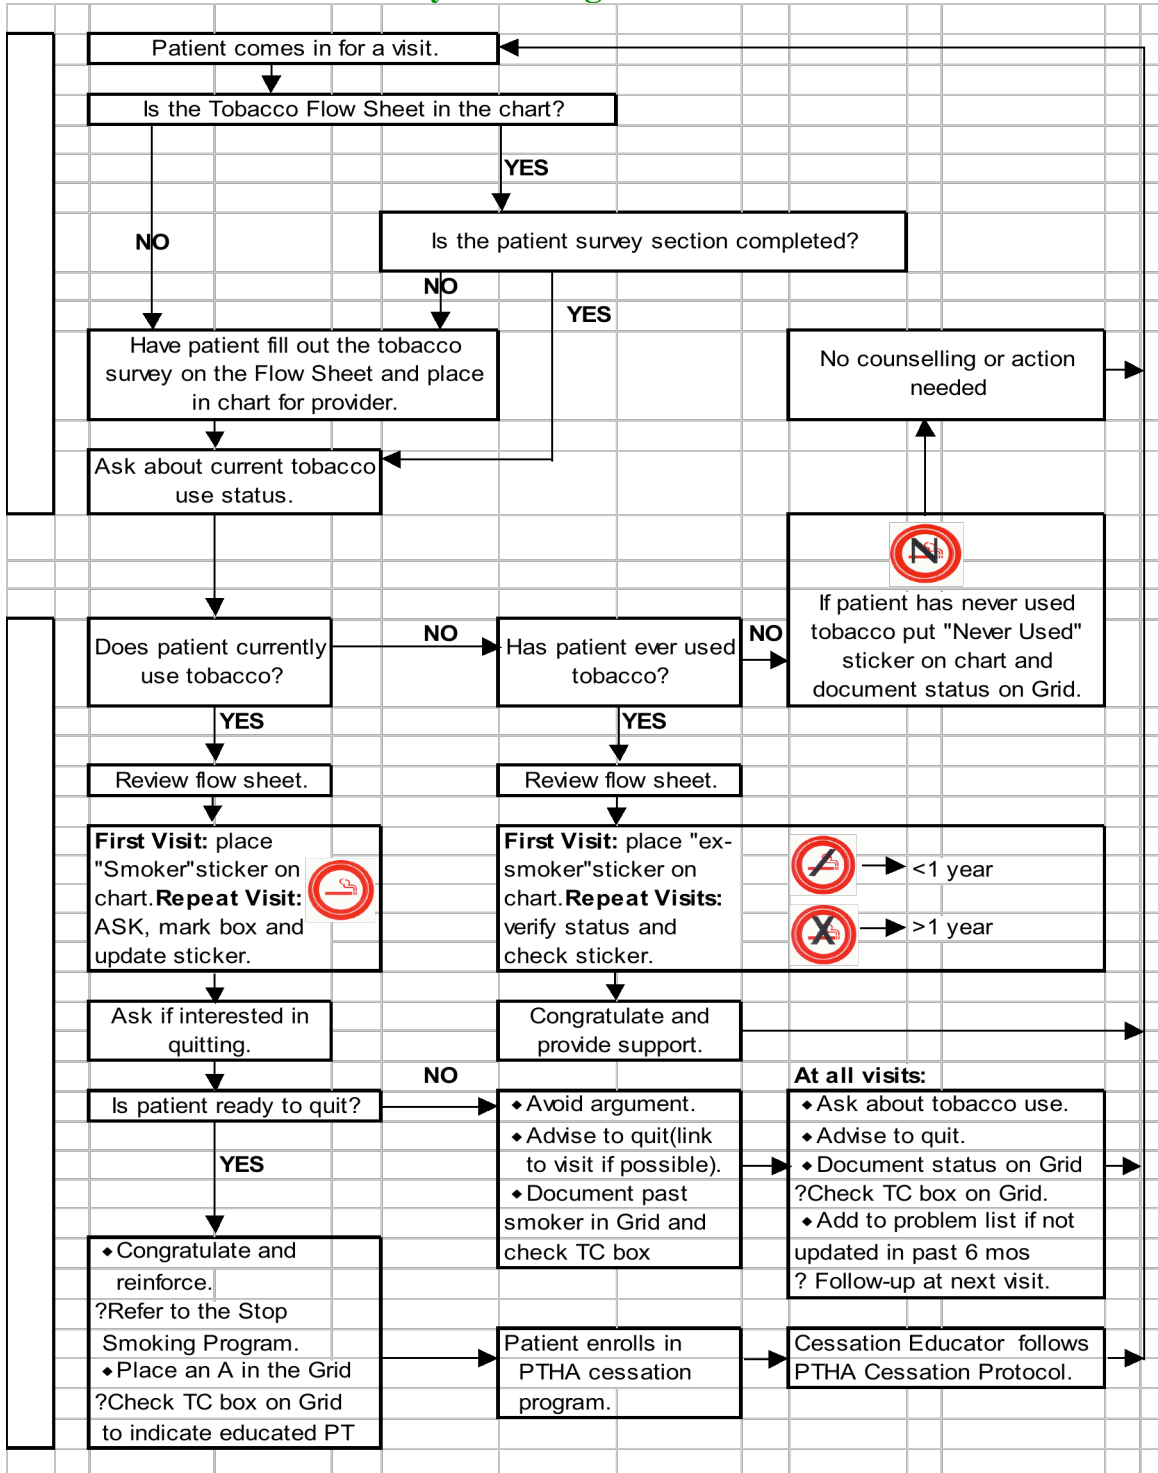 Patient comes in for a visit.
Is the Tobacco Flow Sheet in the chart?
YES
NO
Is the patient survey section completed?
NO
YES
Have patient fill out the tobacco
survey on the Flow Sheet and place
in chart for provider.
No counselling or action
needed
Ask about current tobacco
use status.
N
If patient has never used
tobacco put "Never Used"
sticker on chart and
document status on Grid.
Does patient currently
use tobacco?
NO
Has patient ever used
tobacco?
NO
YES
YES
Review flow sheet.
Review flow sheet.
First Visit: place
"Smoker"sticker on
chart.Repeat Visit:
ASK, mark box and
update sticker.
First Visit: place "ex-
smoker"sticker on
chart.Repeat Visits:
verify status and
check sticker.
<1 year
X
>1 year
Ask if interested in
quitting.
Congratulate and
provide support.
Is patient ready to quit?
NO
YES
◆Avoid argument.
◆Advise to quit(link
to visit if possible).
◆Document past
smoker in Grid and
check TC box
At all visits:
◆Ask about tobacco use.
◆Advise to quit.
◆Document status on Grid
?Check TC box on Grid.
◆Add to problem list if not
updated in past 6 mos
? Follow-up at next visit.
◆Congratulate and
reinforce.
?Refer to the Stop
Smoking Program.
◆Place an A in the Grid
?Check TC box on Grid
to indicate educated PT
Patient enrolls in
PTHA cessation
program.
Cessation Educator follows
PTHA Cessation Protocol.